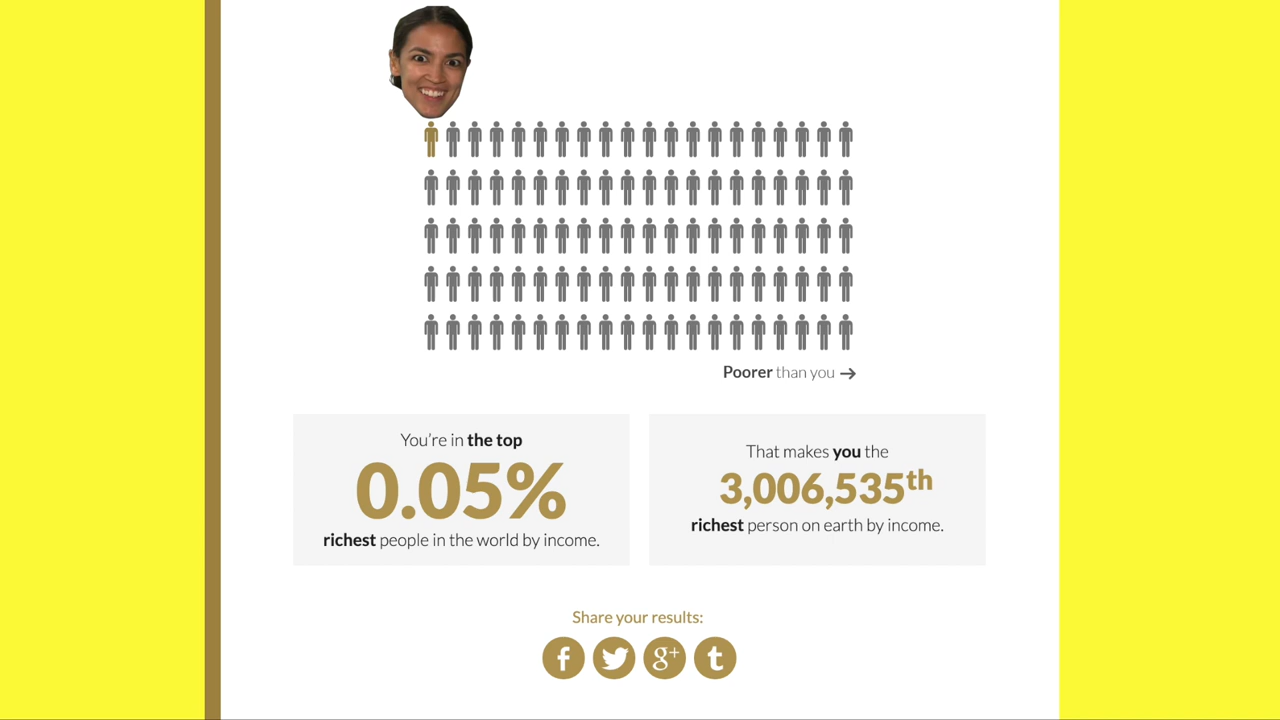 Poorer than you →
You're in the top
0.05%
richest people in the world by income.
That makes you the
3,006,535th
richest person on earth by income.
Share your results:
f g+ t